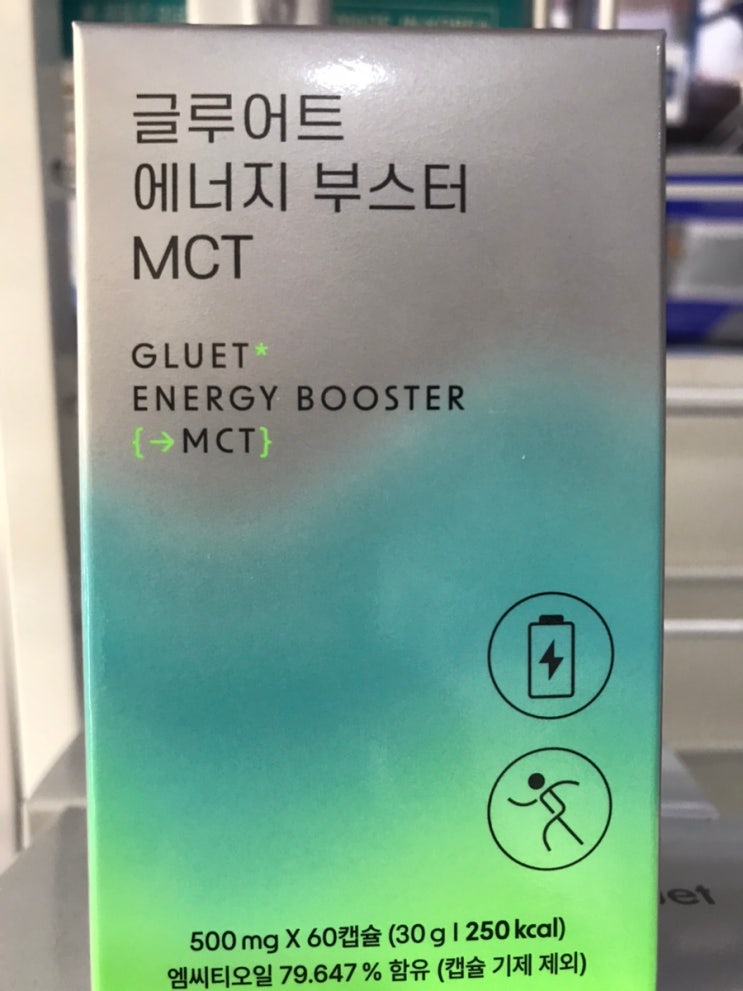 글루어트
에너지 부스터
MCT
GLUET*
ENERGY BOOSTER
{→MCT}
500 mg X 60캡슐 (30 g | 250 kcal)
엠씨티오일 79.647 % 함유 (캡슐 기제 제외)